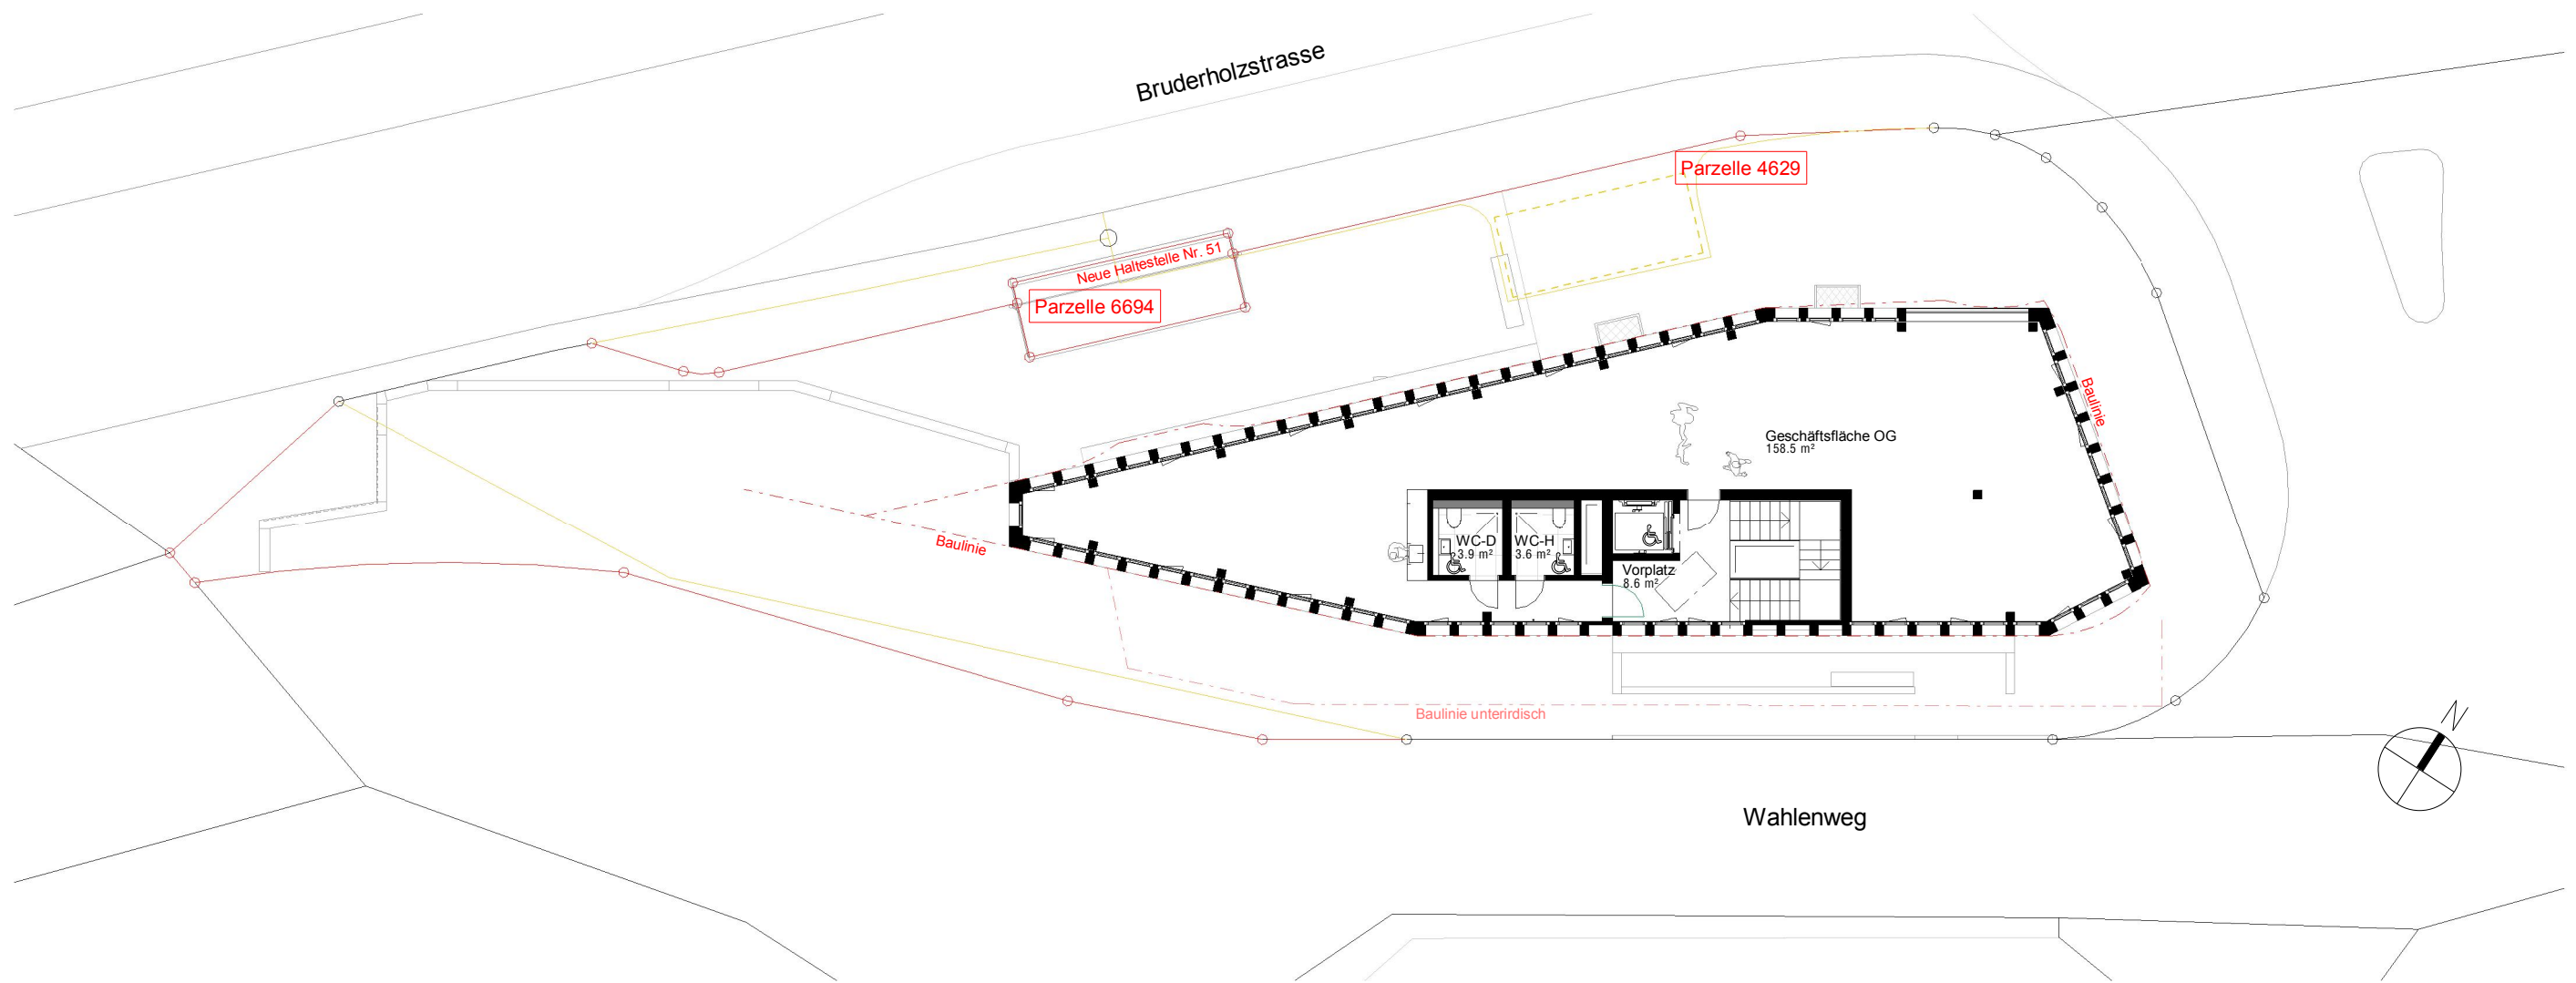 Bruderholzstrasse
Parzelle 4629
Neue Haltestelle Nr. 51
Parzelle 6694
Baulinie
Geschäftsfläche OG
158.5 m²
Baulinie
WC-D
3.9 m²
WC-H
3.6 m²
Vorplatz
8.6 m²
Baulinie unterirdisch
N
Wahlenweg